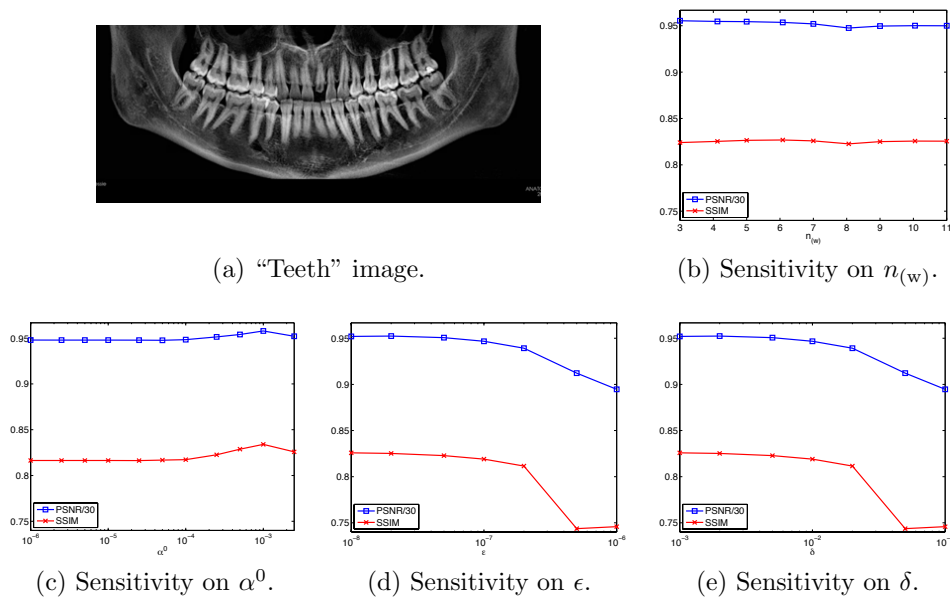 ANATO
2
(a) “Teeth” image.
0.95
0.9
0.85
0.8
0.75
PSNR/30
SSIM
3 4 5 6 7 8 9 10 11
n(w)
(b) Sensitivity on n(w).
0.95
0.9
0.85
0.8
0.75
PSNR/30
SSIM
10⁻⁶ 10⁻⁵ 10⁻⁴ 10⁻³
α⁰
(c) Sensitivity on α⁰.
0.95
0.9
0.85
0.8
0.75
PSNR/30
SSIM
10⁻⁸ 10⁻⁷ 10⁻⁶
ε
(d) Sensitivity on ϵ.
0.95
0.9
0.85
0.8
0.75
PSNR/30
SSIM
10⁻³ 10⁻²
δ
(e) Sensitivity on δ.